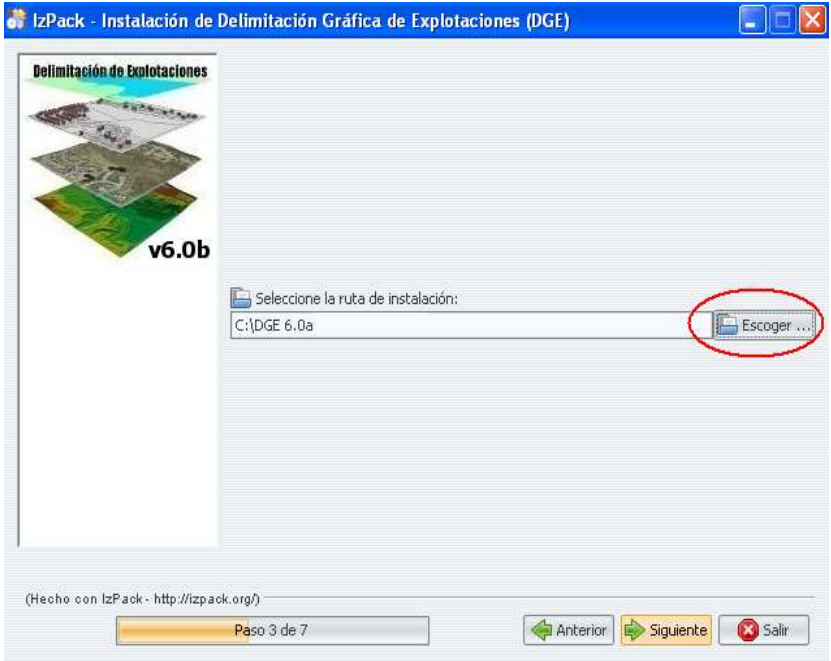 IzPack - Instalación de Delimitación Gráfica de Explotaciones (DGE)
Delimitación de Explotaciones
v6.0b
Seleccione la ruta de instalación:
C:\DGE 6.0a
Escoger ...
(Hecho con IzPack - http://izpack.org/)
Paso 3 de 7
Anterior
Siguiente
Salir